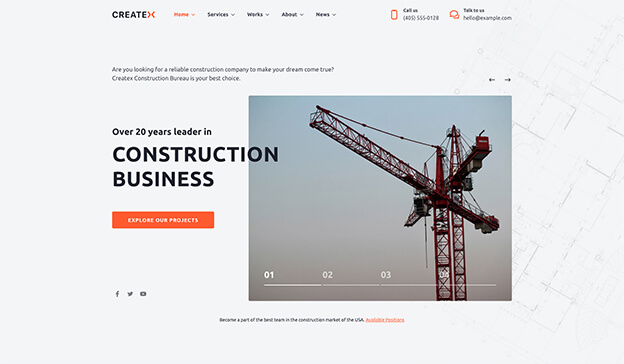 CREATEX
Home
Services
Works
About
News
Call us
(405) 555-0128
Talk to us
hello@example.com
Are you looking for a reliable construction company to make your dream come true?
Createx Construction Bureau is your best choice.
Over 20 years leader in
CONSTRUCTION
BUSINESS
EXPLORE OUR PROJECTS
01 02 03 04
Become a part of the best team in the construction market of the USA. Available Positions